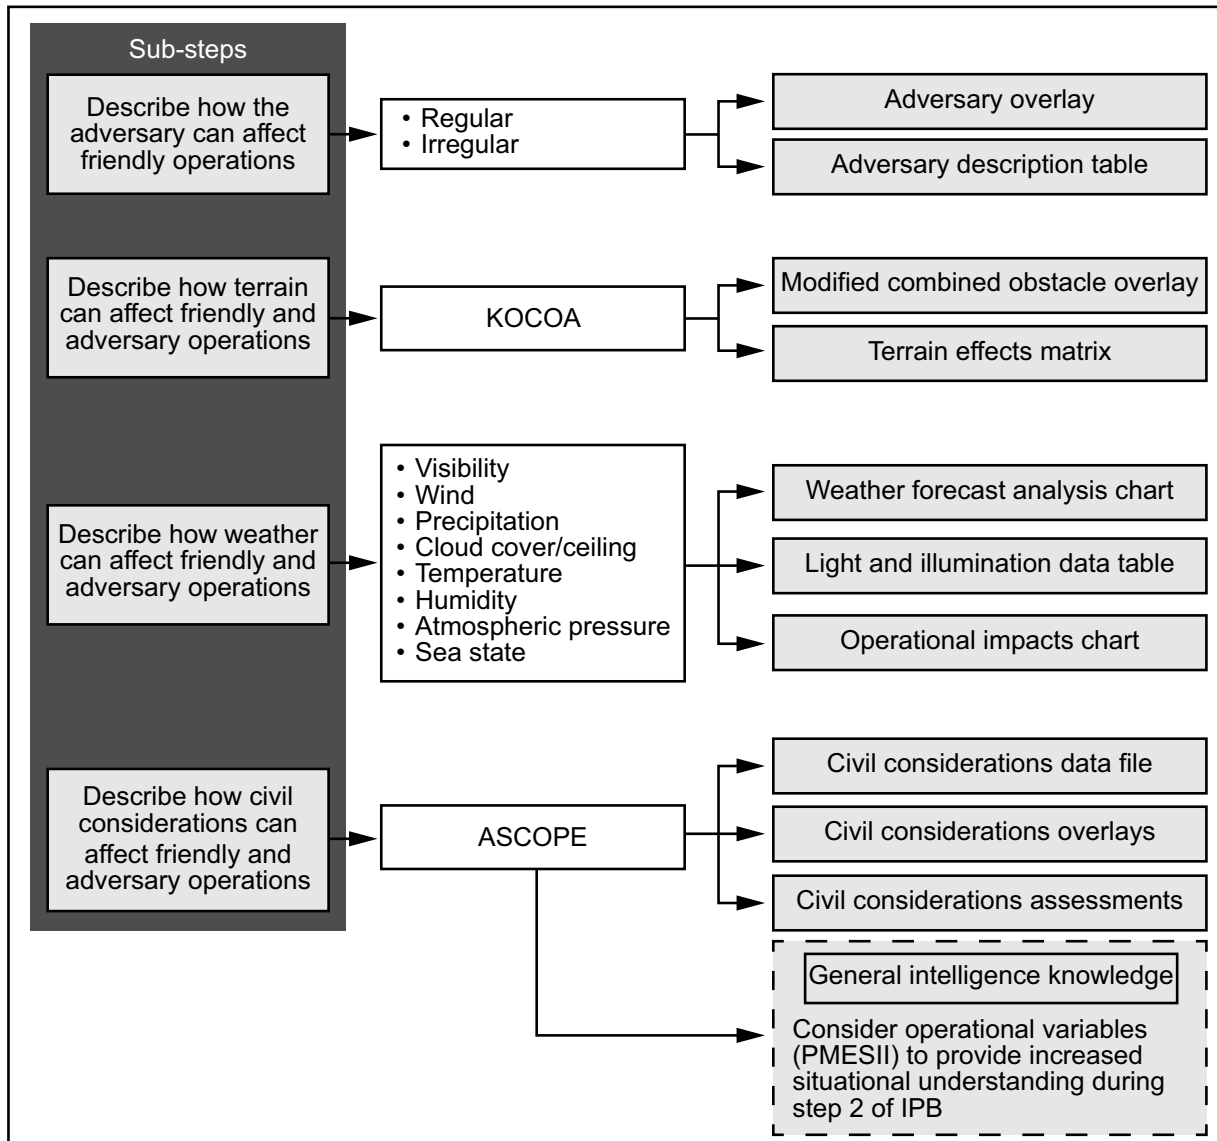 Sub-steps
Describe how the
adversary can affect
friendly operations
• Regular
• Irregular
Adversary overlay
Adversary description table
Describe how terrain
can affect friendly and
adversary operations
KOCOA
Modified combined obstacle overlay
Terrain effects matrix
Describe how weather
can affect friendly and
adversary operations
• Visibility
• Wind
• Precipitation
• Cloud cover/ceiling
• Temperature
• Humidity
• Atmospheric pressure
• Sea state
Weather forecast analysis chart
Light and illumination data table
Operational impacts chart
Describe how civil
considerations can
affect friendly and
adversary operations
ASCOPE
Civil considerations data file
Civil considerations overlays
Civil considerations assessments
General intelligence knowledge
Consider operational variables
(PMESII) to provide increased
situational understanding during
step 2 of IPB